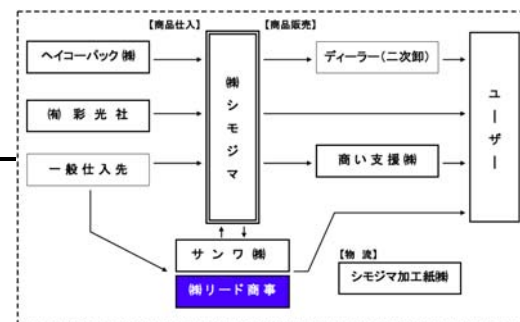 【商品仕入】
【商品販売】
ヘイコーパック㈱
㈱シモジマ
ディーラー(二次卸)
ユーザー
㈲ 彩 光 社
一 般 仕 入 先
商 い 支 援 ㈱
サ ン ワ ㈱
㈱リード商事
【物 流】
シモジマ加工紙㈱